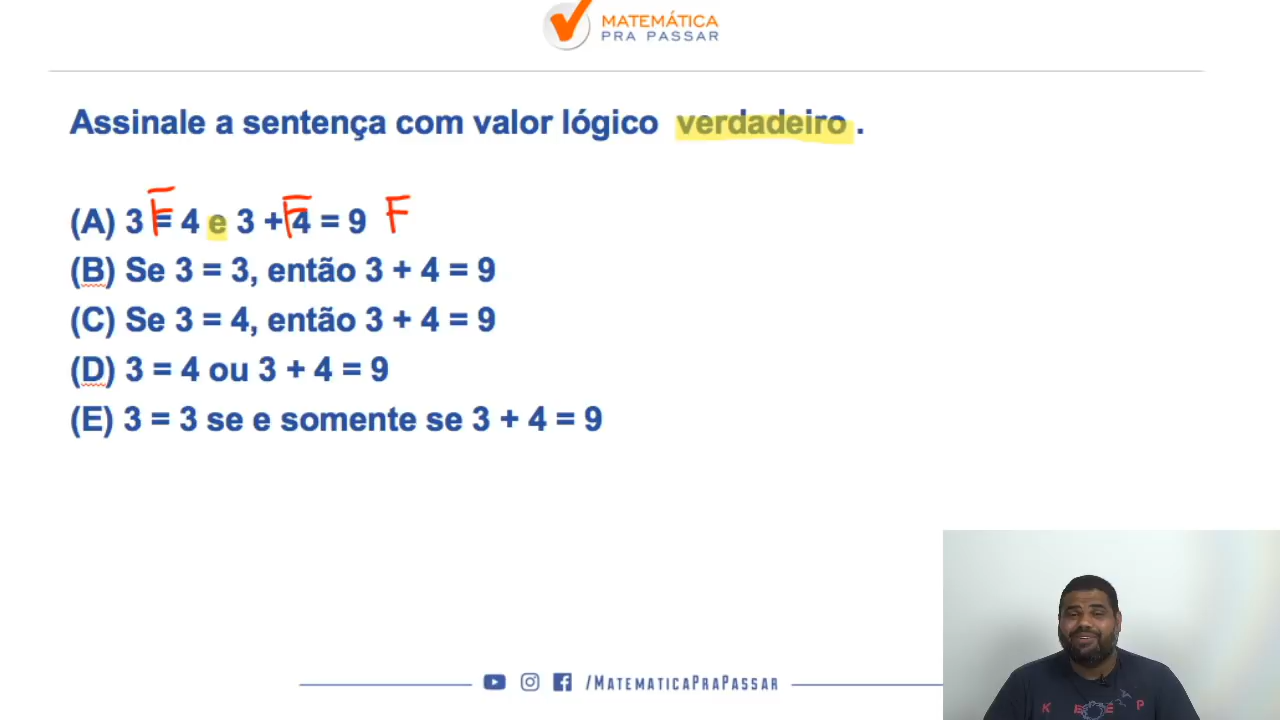 MATEMÁTICA
PRA PASSAR
Assinale a sentença com valor lógico verdadeiro .
F F
(A) 3 = 4 e 3 + 4 = 9 F
(B) Se 3 = 3, então 3 + 4 = 9
(C) Se 3 = 4, então 3 + 4 = 9
(D) 3 = 4 ou 3 + 4 = 9
(E) 3 = 3 se e somente se 3 + 4 = 9
/MATEMATICAPRAPASSAR
K E E P